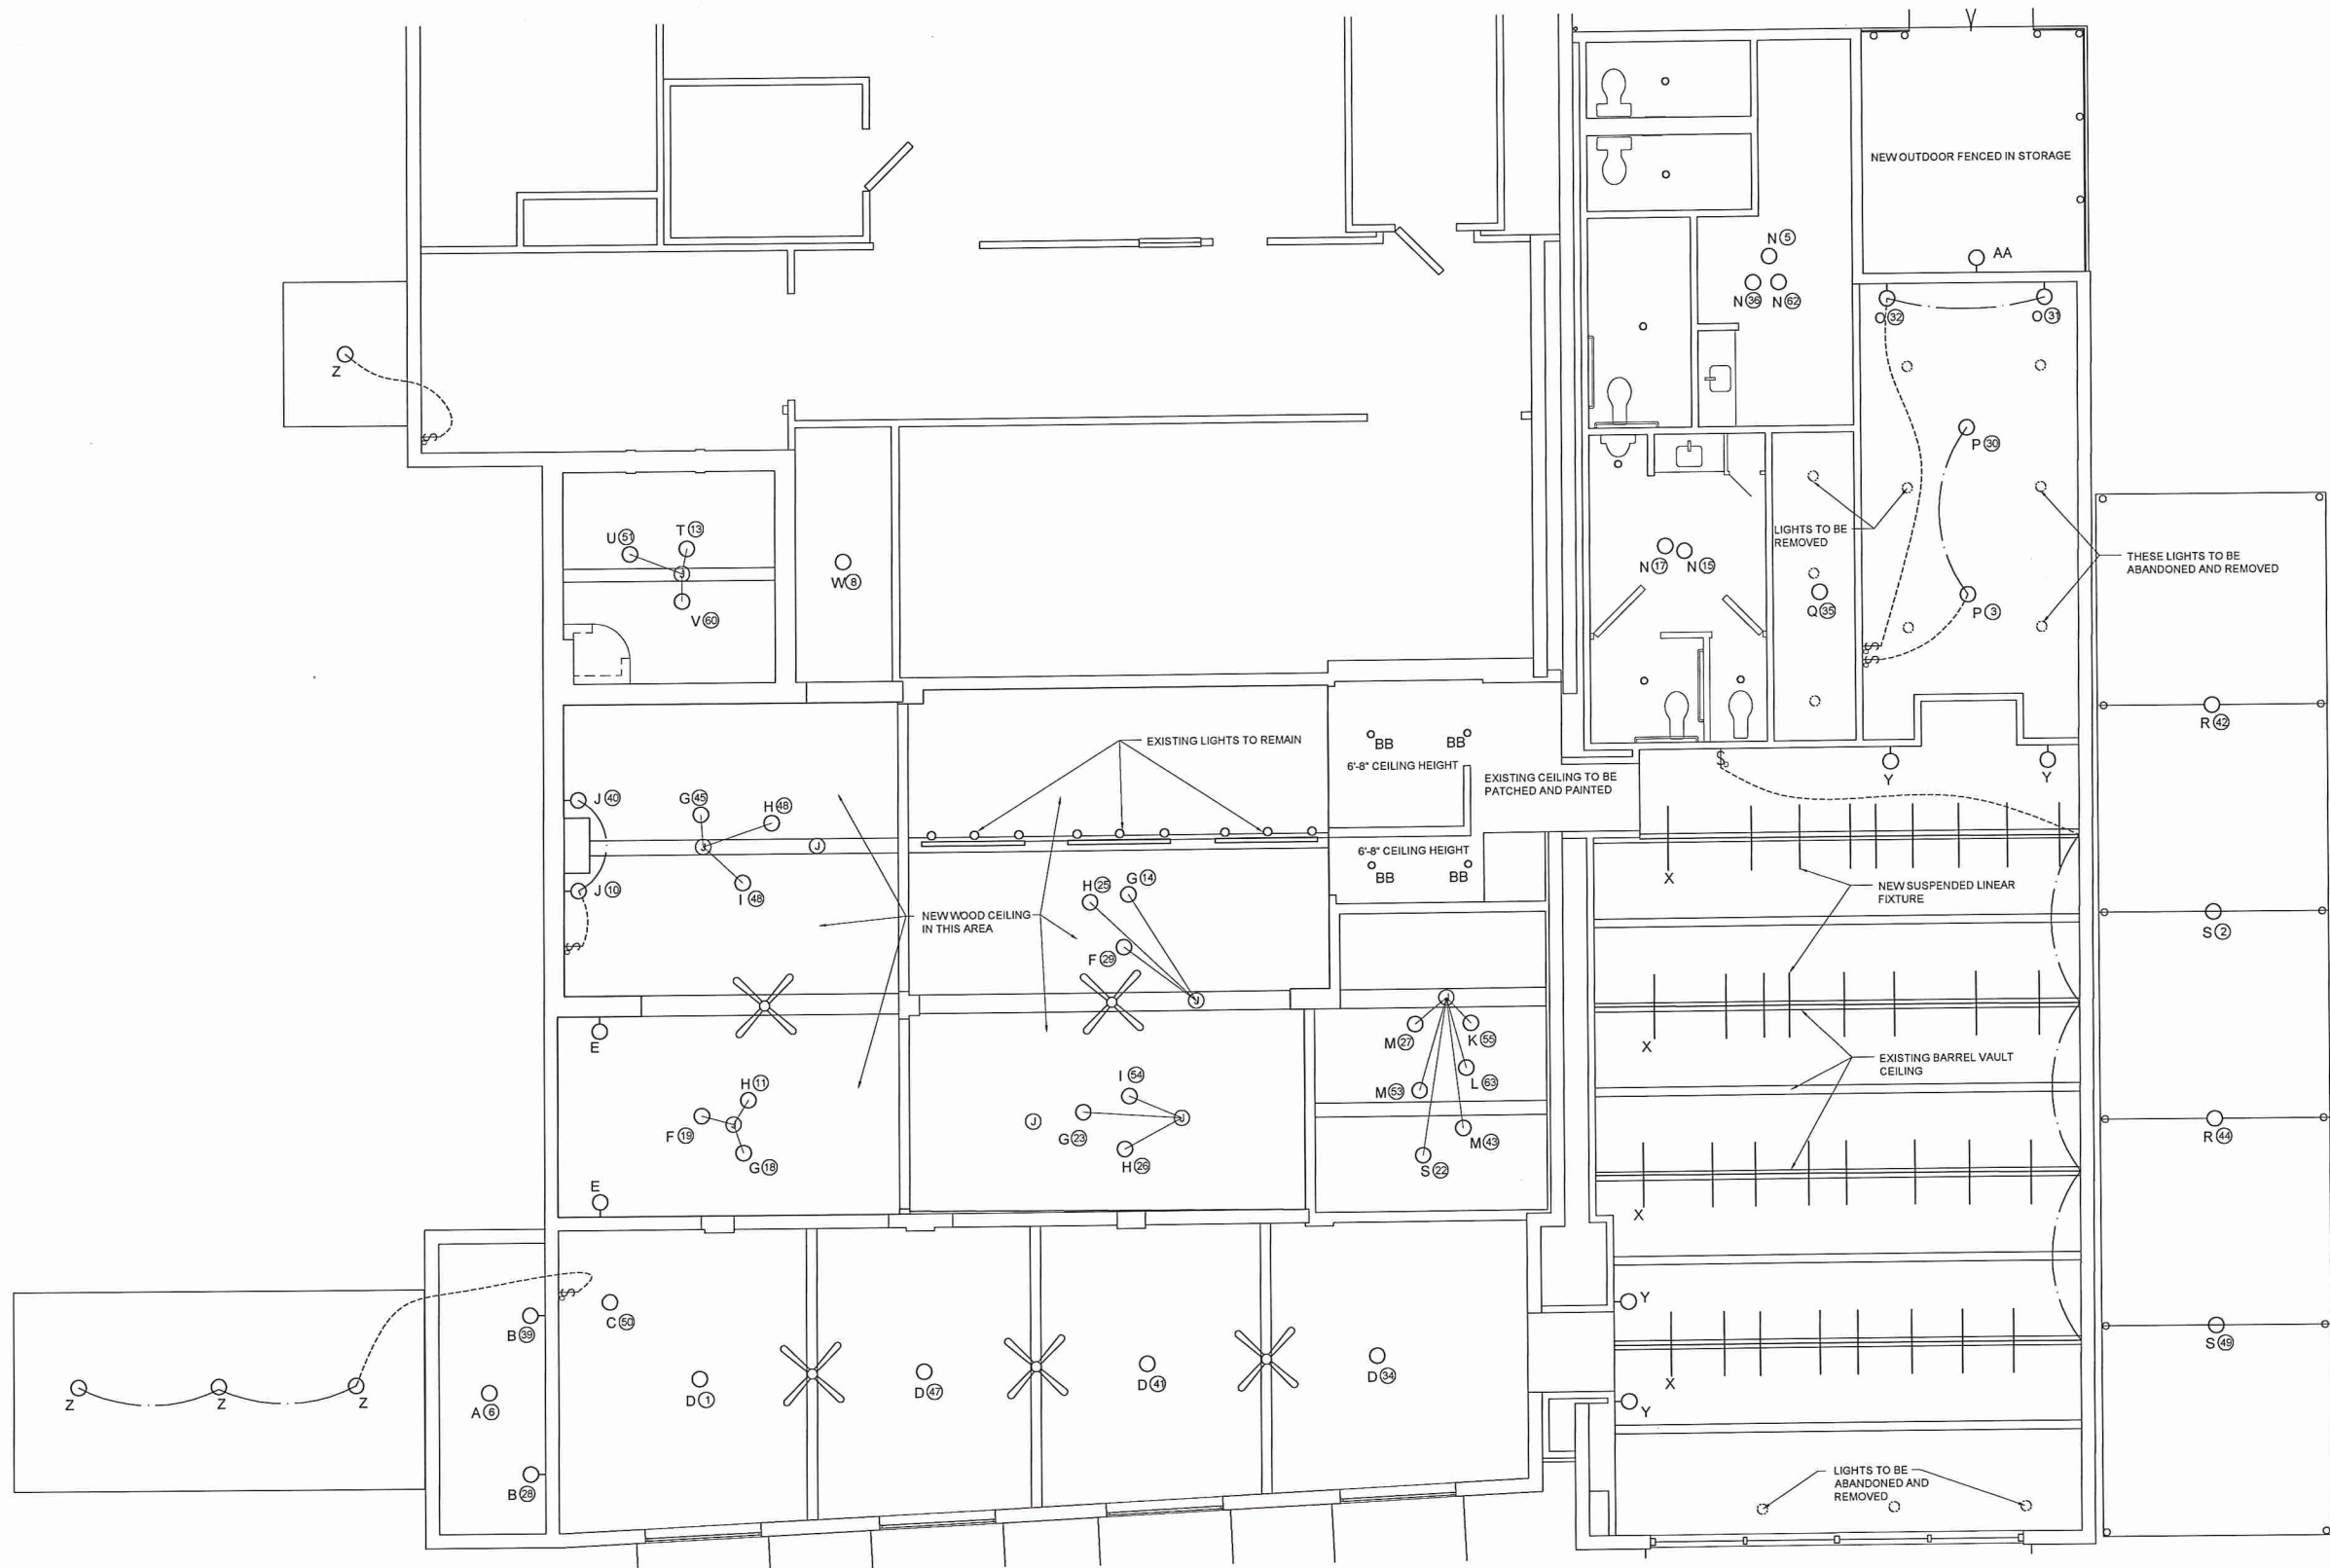 NEW OUTDOOR FENCED IN STORAGE
N 5
AA
N 36
N 62
O 32
O 31
Z
$
P 30
T 13
U 51
LIGHTS TO BE
REMOVED
THESE LIGHTS TO BE
ABANDONED AND REMOVED
N 17
N 15
J
W 8
Q 35
P 3
V 60
$
$
R 42
EXISTING LIGHTS TO REMAIN
BB
BB
6'-8" CEILING HEIGHT
EXISTING CEILING TO BE
PATCHED AND PAINTED
$
Y
Y
J 40
G 45
H 48
J
J
6'-8" CEILING HEIGHT
BB
BB
X
J 10
I 48
H 25
G 14
NEW SUSPENDED LINEAR
FIXTURE
NEW WOOD CEILING
IN THIS AREA
S 2
$
F 29
J
J
E
M 27
K 55
X
EXISTING BARREL VAULT
CEILING
H 11
I 54
M 53
L 63
F 19
J
J
G 23
J
R 44
G 18
H 26
M 43
S 22
E
X
$
C 50
B 39
Y
S 49
Z
Z
Z
A 6
D 1
D 47
D 41
D 34
X
Y
B 28
LIGHTS TO BE
ABANDONED AND
REMOVED